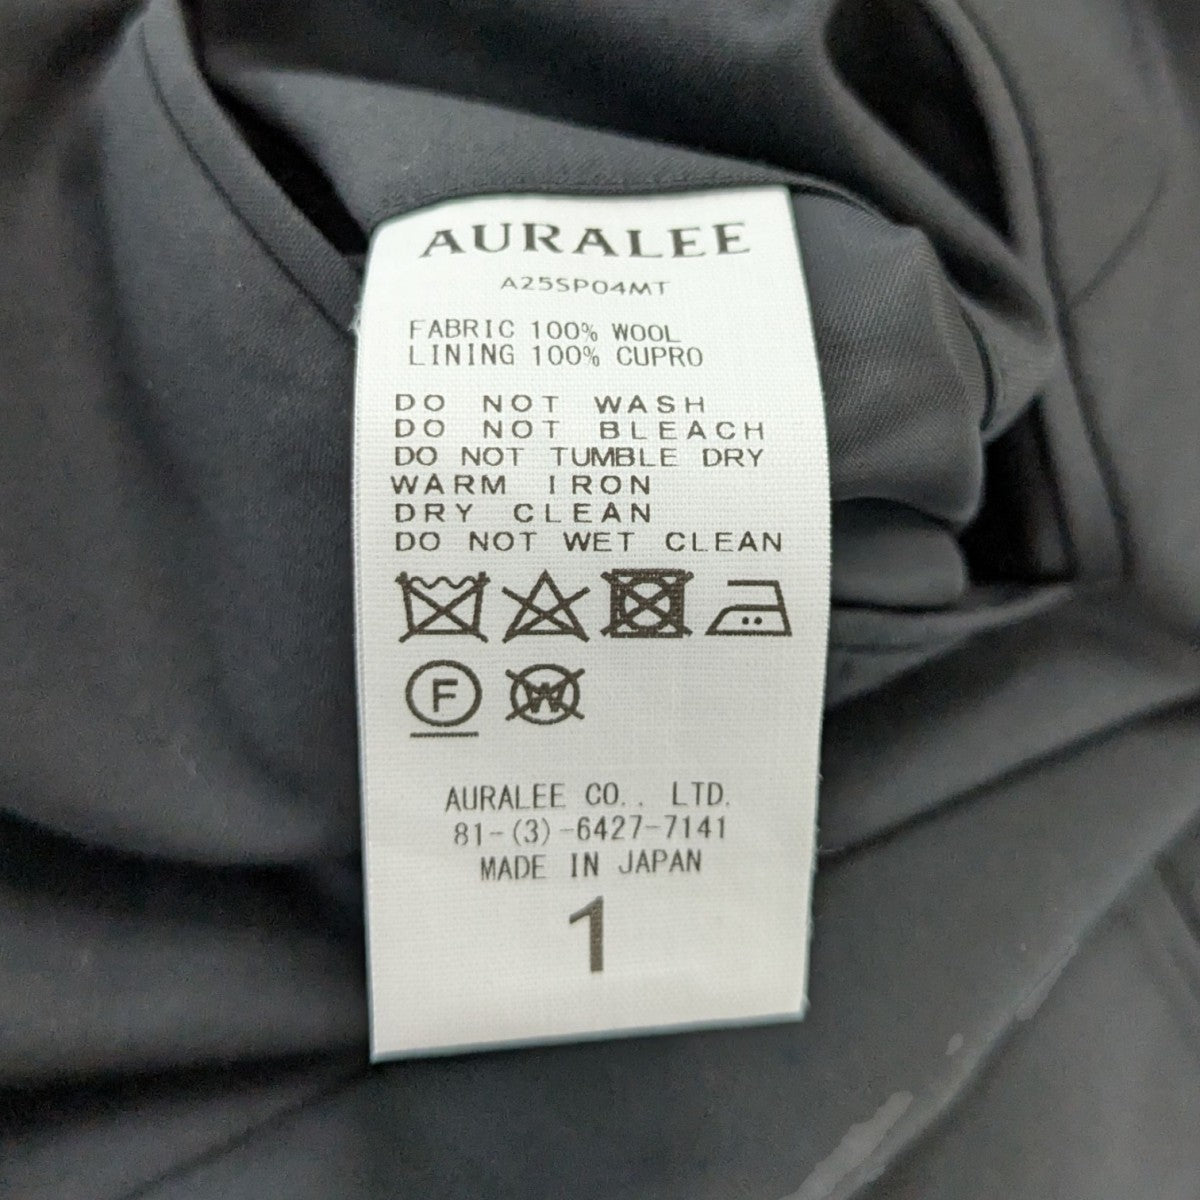 AURALEE
A25SP04MT
FABRIC 100% WOOL
LINING 100% CUPRO
DO NOT WASH
DO NOT BLEACH
DO NOT TUMBLE DRY
WARM IRON
DRY CLEAN
DO NOT WET CLEAN
F W
AURALEE CO., LTD.
81-(3)-6427-7141
MADE IN JAPAN
1